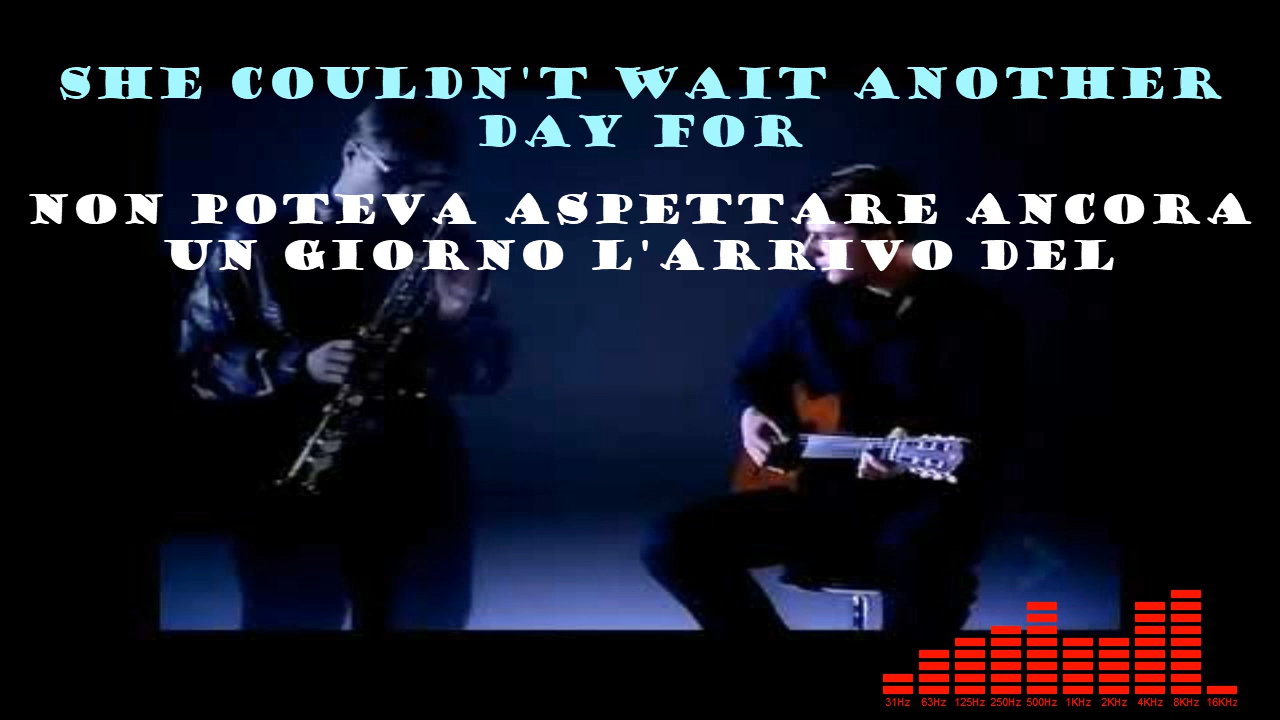 SHE COULDN'T WAIT ANOTHER
DAY FOR
NON POTEVA ASPETTARE ANCORA
UN GIORNO L'ARRIVO DEL
31Hz 63Hz 125Hz 250Hz 500Hz 1KHz 2KHz 4KHz 8KHz 16KHz